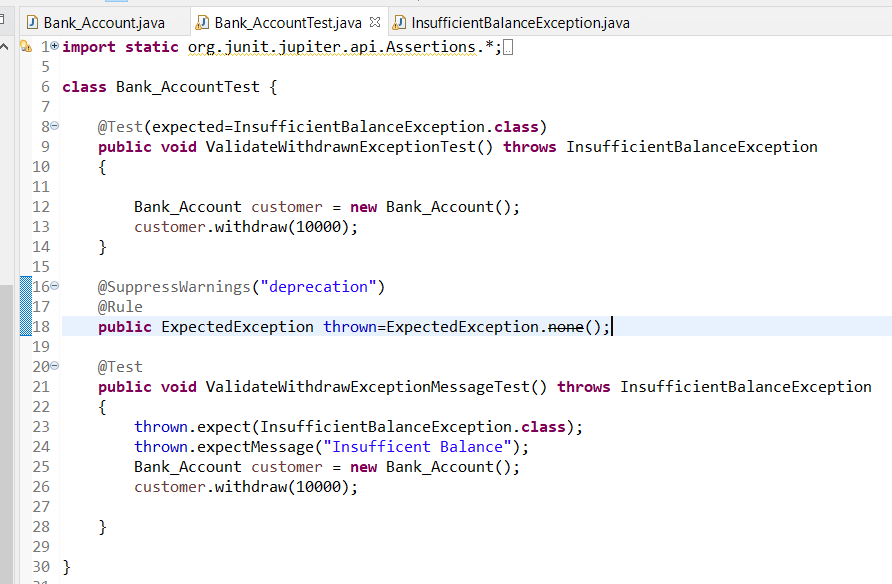 Bank_Account.java Bank_AccountTest.java InsufficientBalanceException.java
1 import static org.junit.jupiter.api.Assertions.*;
5
6 class Bank_AccountTest {
7
8 @Test(expected=InsufficientBalanceException.class)
9 public void ValidateWithdrawnExceptionTest() throws InsufficientBalanceException
10 {
11
12 Bank_Account customer = new Bank_Account();
13 customer.withdraw(10000);
14 }
15
16 @SuppressWarnings("deprecation")
17 @Rule
18 public ExpectedException thrown=ExpectedException.none();
19
20 @Test
21 public void ValidateWithdrawExceptionMessageTest() throws InsufficientBalanceException
22 {
23 thrown.expect(InsufficientBalanceException.class);
24 thrown.expectMessage("Insufficent Balance");
25 Bank_Account customer = new Bank_Account();
26 customer.withdraw(10000);
27
28 }
29
30 }